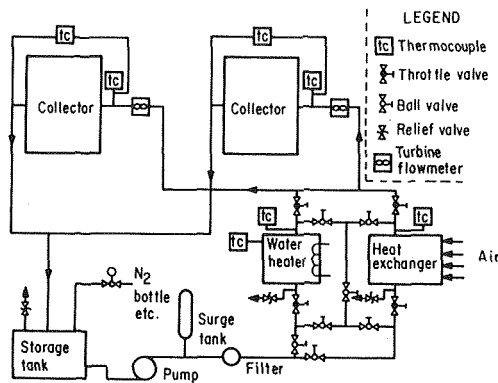 LEGEND
tc
tc
tc Thermocouple
tc
tc
Throttle valve
Collector
Collector
Ball valve
Relief valve
Turbine
flowmeter
tc
tc
tc
Water
heater
Heat
exchanger
Air
N2
bottle
etc.
Surge
tank
Storage
tank
Pump
Filter